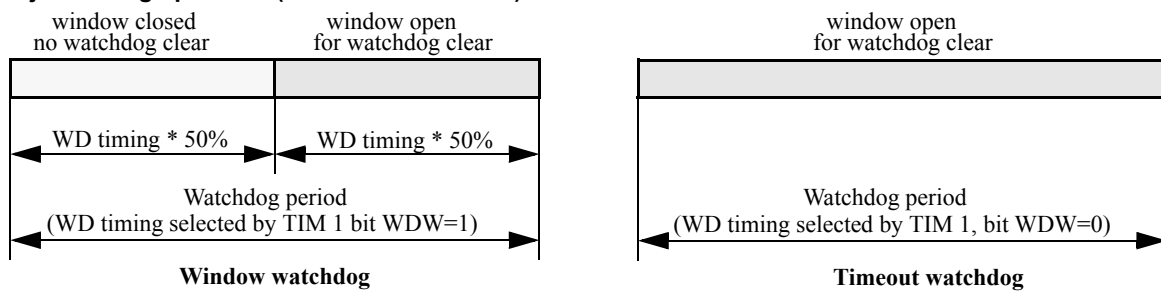 window closed
no watchdog clear
window open
for watchdog clear
WD timing * 50%
WD timing * 50%
Watchdog period
(WD timing selected by TIM 1 bit WDW=1)
Window watchdog
window open
for watchdog clear
Watchdog period
(WD timing selected by TIM 1, bit WDW=0)
Timeout watchdog